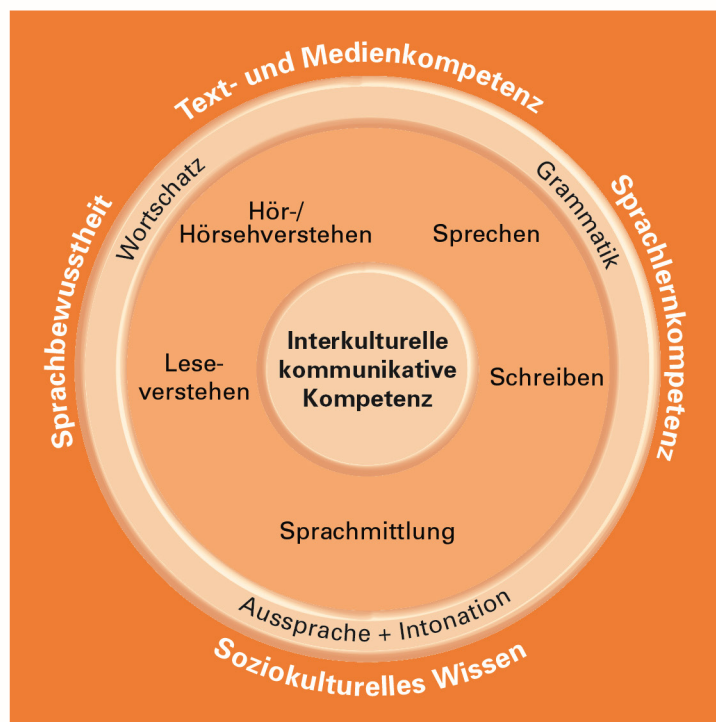 Text- und Medienkompetenz
Sprachbewusstheit
Sprachlernkompetenz
Wortschatz
Grammatik
Hör-/
Hörsehverstehen
Sprechen
Interkulturelle
kommunikative
Kompetenz
Lese-
verstehen
Schreiben
Sprachmittlung
Aussprache + Intonation
Soziokulturelles Wissen